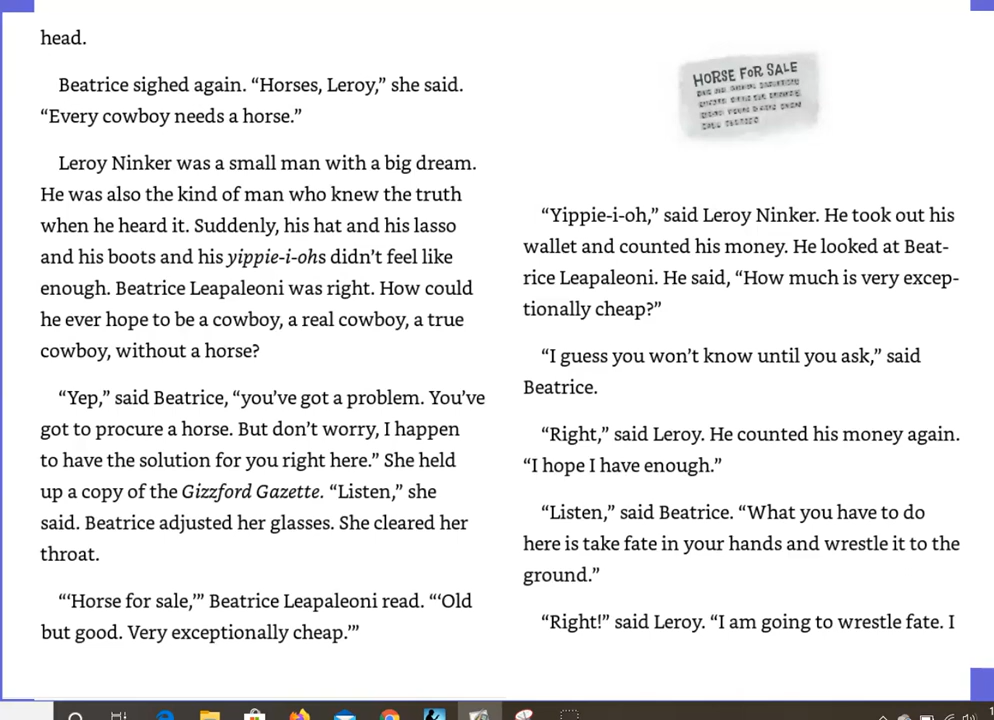 head.
Beatrice sighed again. “Horses, Leroy,” she said.
“Every cowboy needs a horse.”
Leroy Ninker was a small man with a big dream.
He was also the kind of man who knew the truth
when he heard it. Suddenly, his hat and his lasso
and his boots and his yippie-i-ohs didn’t feel like
enough. Beatrice Leapaleoni was right. How could
he ever hope to be a cowboy, a real cowboy, a true
cowboy, without a horse?
“Yep,” said Beatrice, “you’ve got a problem. You’ve
got to procure a horse. But don’t worry, I happen
to have the solution for you right here.” She held
up a copy of the Gizzford Gazette. “Listen,” she
said. Beatrice adjusted her glasses. She cleared her
throat.
“‘Horse for sale,’” Beatrice Leapaleoni read. “‘Old
but good. Very exceptionally cheap.’”
HORSE FOR SALE
“Yippie-i-oh,” said Leroy Ninker. He took out his
wallet and counted his money. He looked at Beat-
rice Leapaleoni. He said, “How much is very excep-
tionally cheap?”
“I guess you won’t know until you ask,” said
Beatrice.
“Right,” said Leroy. He counted his money again.
“I hope I have enough.”
“Listen,” said Beatrice. “What you have to do
here is take fate in your hands and wrestle it to the
ground.”
“Right!” said Leroy. “I am going to wrestle fate. I